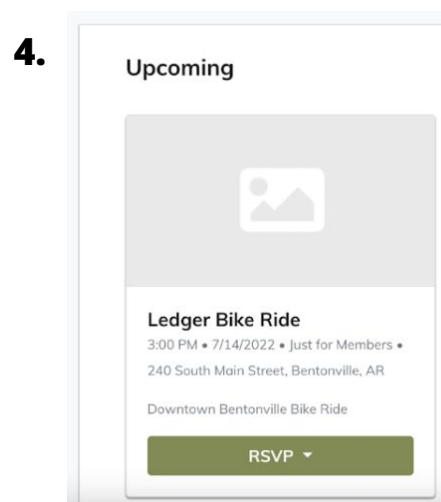 4.
Upcoming
Ledger Bike Ride
3:00 PM • 7/14/2022 • Just for Members •
240 South Main Street, Bentonville, AR
Downtown Bentonville Bike Ride
RSVP